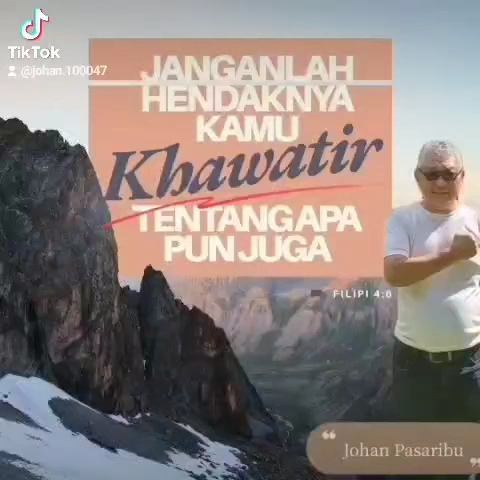 TikTok
@johan.100047
JANGANLAH
HENDAKNYA
KAMU
Khawatir
TENTANG APA
PUN JUGA
FILIPI 4:6
❝ Johan Pasaribu ❞